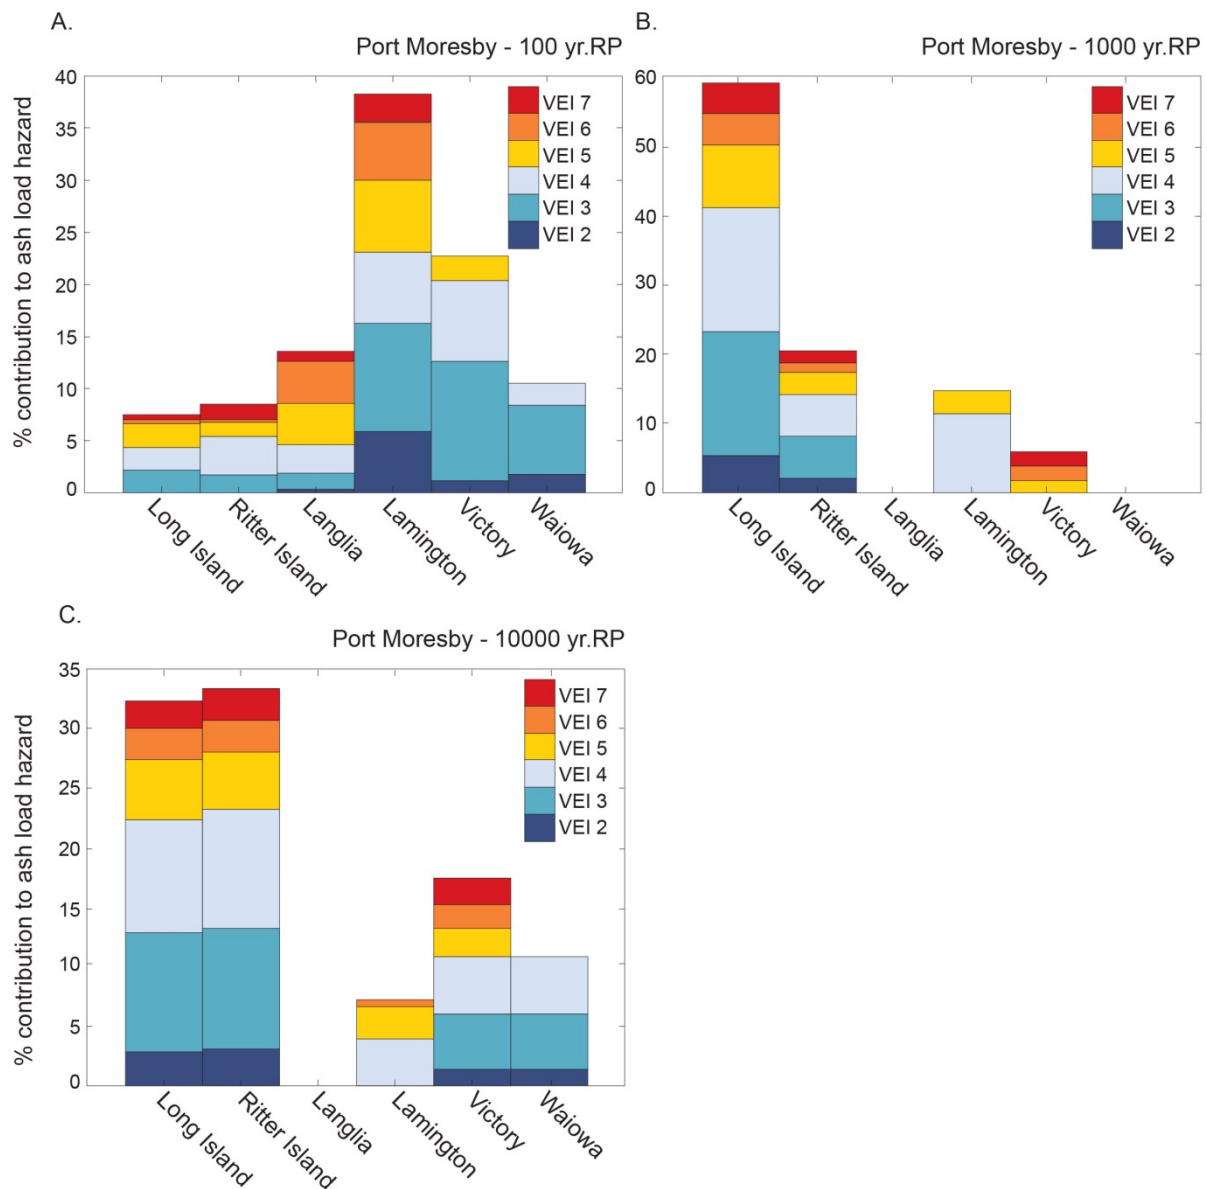 A.
Port Moresby - 100 yr.RP
% contribution to ash load hazard
40
35
30
25
20
15
10
5
0
VEI 7
VEI 6
VEI 5
VEI 4
VEI 3
VEI 2
Long Island
Ritter Island
Langlia
Lamington
Victory
Waiowa
B.
Port Moresby - 1000 yr.RP
60
50
40
30
20
10
0
VEI 7
VEI 6
VEI 5
VEI 4
VEI 3
VEI 2
Long Island
Ritter Island
Langlia
Lamington
Victory
Waiowa
C.
Port Moresby - 10000 yr.RP
% contribution to ash load hazard
35
30
25
20
15
10
5
0
VEI 7
VEI 6
VEI 5
VEI 4
VEI 3
VEI 2
Long Island
Ritter Island
Langlia
Lamington
Victory
Waiowa